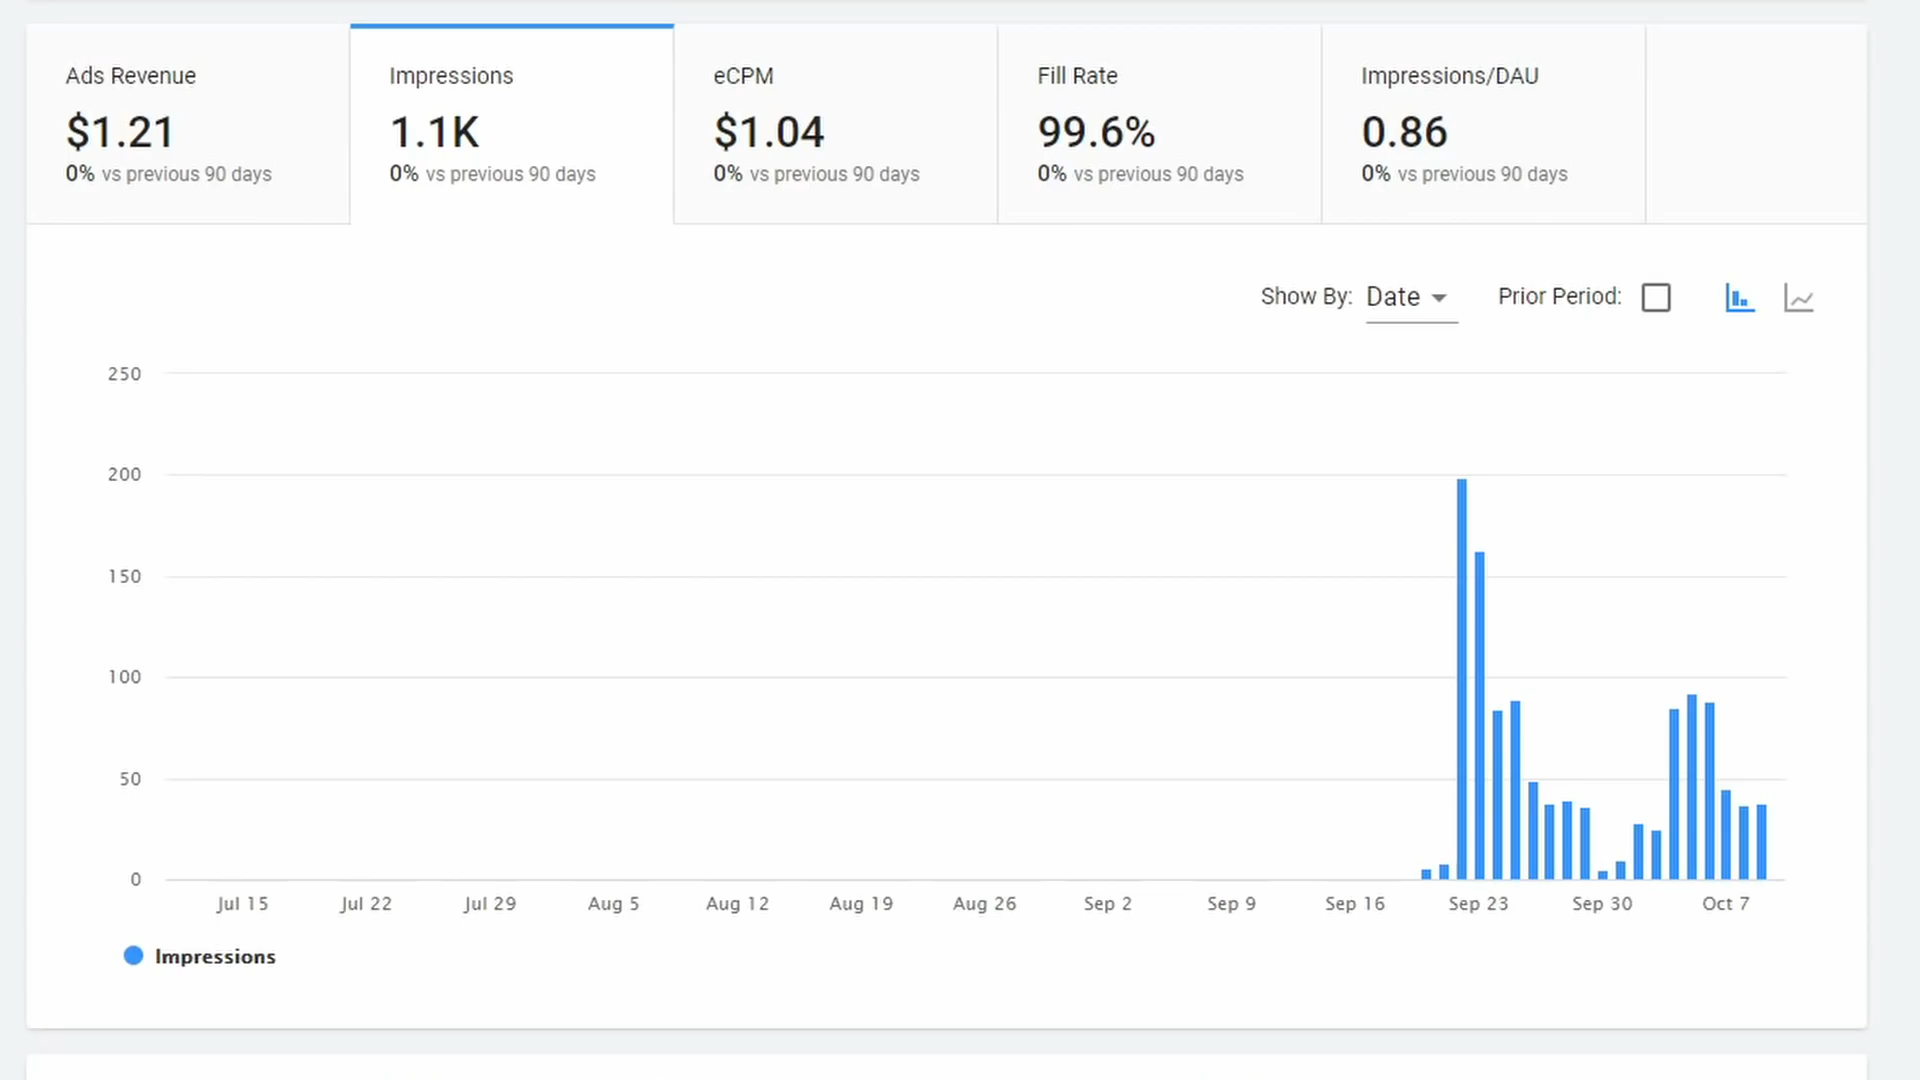 Ads Revenue
$1.21
0% vs previous 90 days
Impressions
1.1K
0% vs previous 90 days
eCPM
$1.04
0% vs previous 90 days
Fill Rate
99.6%
0% vs previous 90 days
Impressions/DAU
0.86
0% vs previous 90 days
Show By: Date
Prior Period:
250
200
150
100
50
0
Jul 15 Jul 22 Jul 29 Aug 5 Aug 12 Aug 19 Aug 26 Sep 2 Sep 9 Sep 16 Sep 23 Sep 30 Oct 7
Impressions